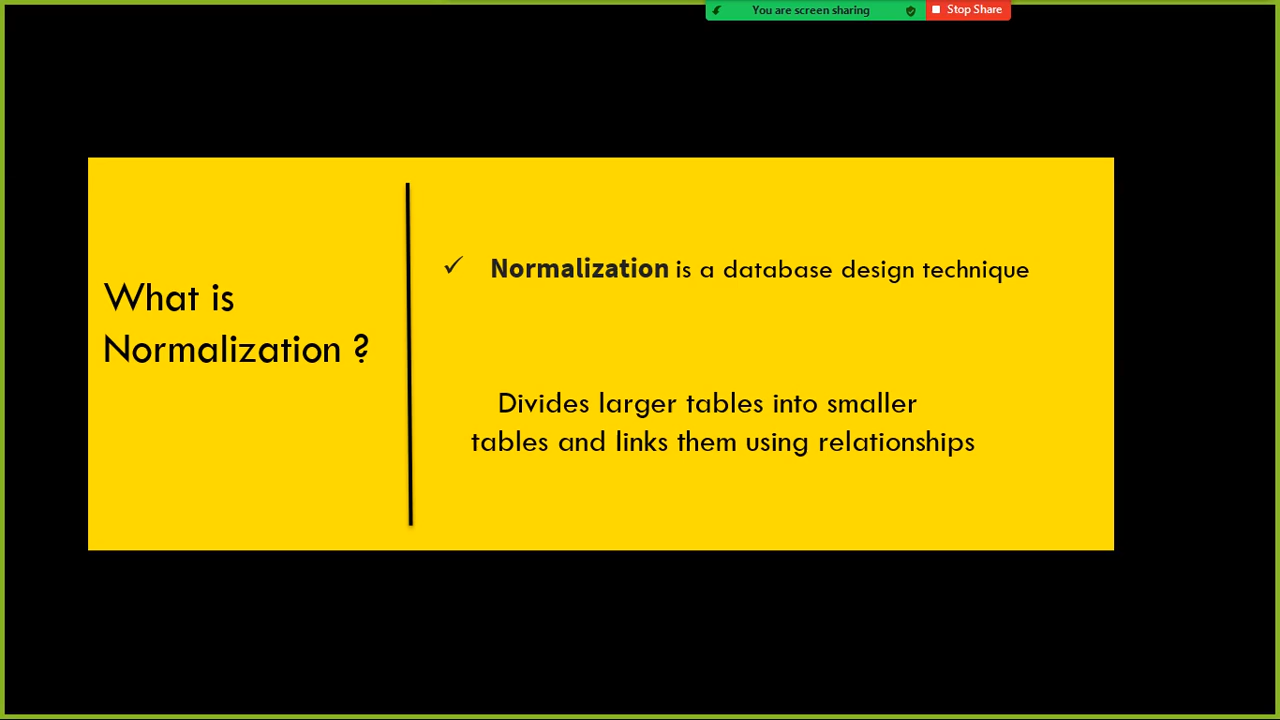 You are screen sharing
Stop Share
What is
Normalization ?
✓ Normalization is a database design technique
Divides larger tables into smaller
tables and links them using relationships